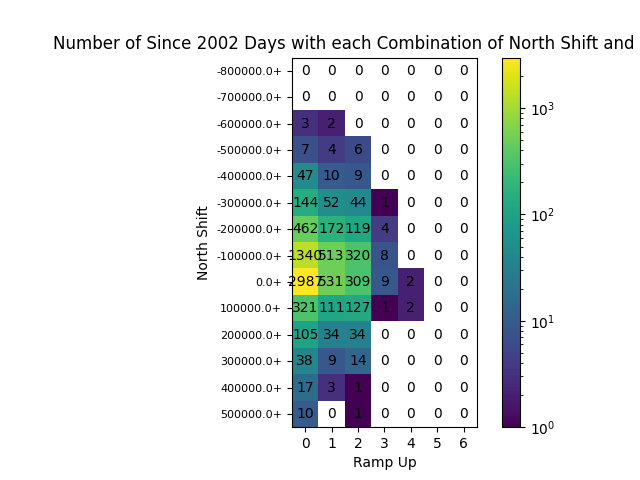 Number of Since 2002 Days with each Combination of North Shift and
North Shift
-800000.0+ 0 0 0 0 0 0 0
-700000.0+ 0 0 0 0 0 0 0
-600000.0+ 3 2 0 0 0 0 0
-500000.0+ 7 4 6 0 0 0 0
-400000.0+ 47 10 9 0 0 0 0
-300000.0+ 144 52 44 1 0 0 0
-200000.0+ 462 172 119 4 0 0 0
-100000.0+ 1340 513 320 8 0 0 0
0.0+ 2987 531 309 9 2 0 0
100000.0+ 321 111 127 1 2 0 0
200000.0+ 105 34 34 0 0 0 0
300000.0+ 38 9 14 0 0 0 0
400000.0+ 17 3 1 0 0 0 0
500000.0+ 10 0 1 0 0 0 0
0 1 2 3 4 5 6
Ramp Up
10³
10²
10¹
10⁰